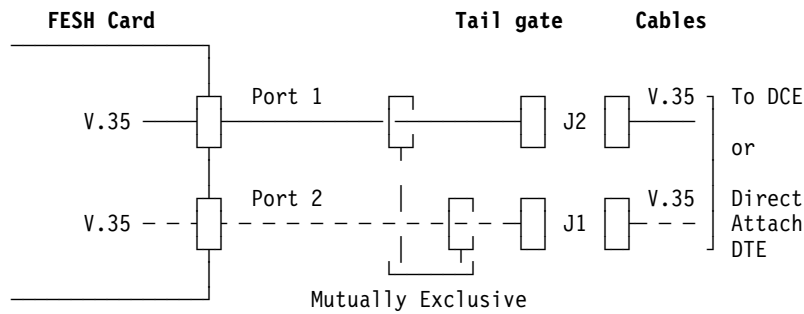 FESH Card Tail gate Cables
Port 1 V.35 To DCE
V.35 J2
or
Port 2 V.35 Direct
V.35 J1 Attach
DTE
Mutually Exclusive